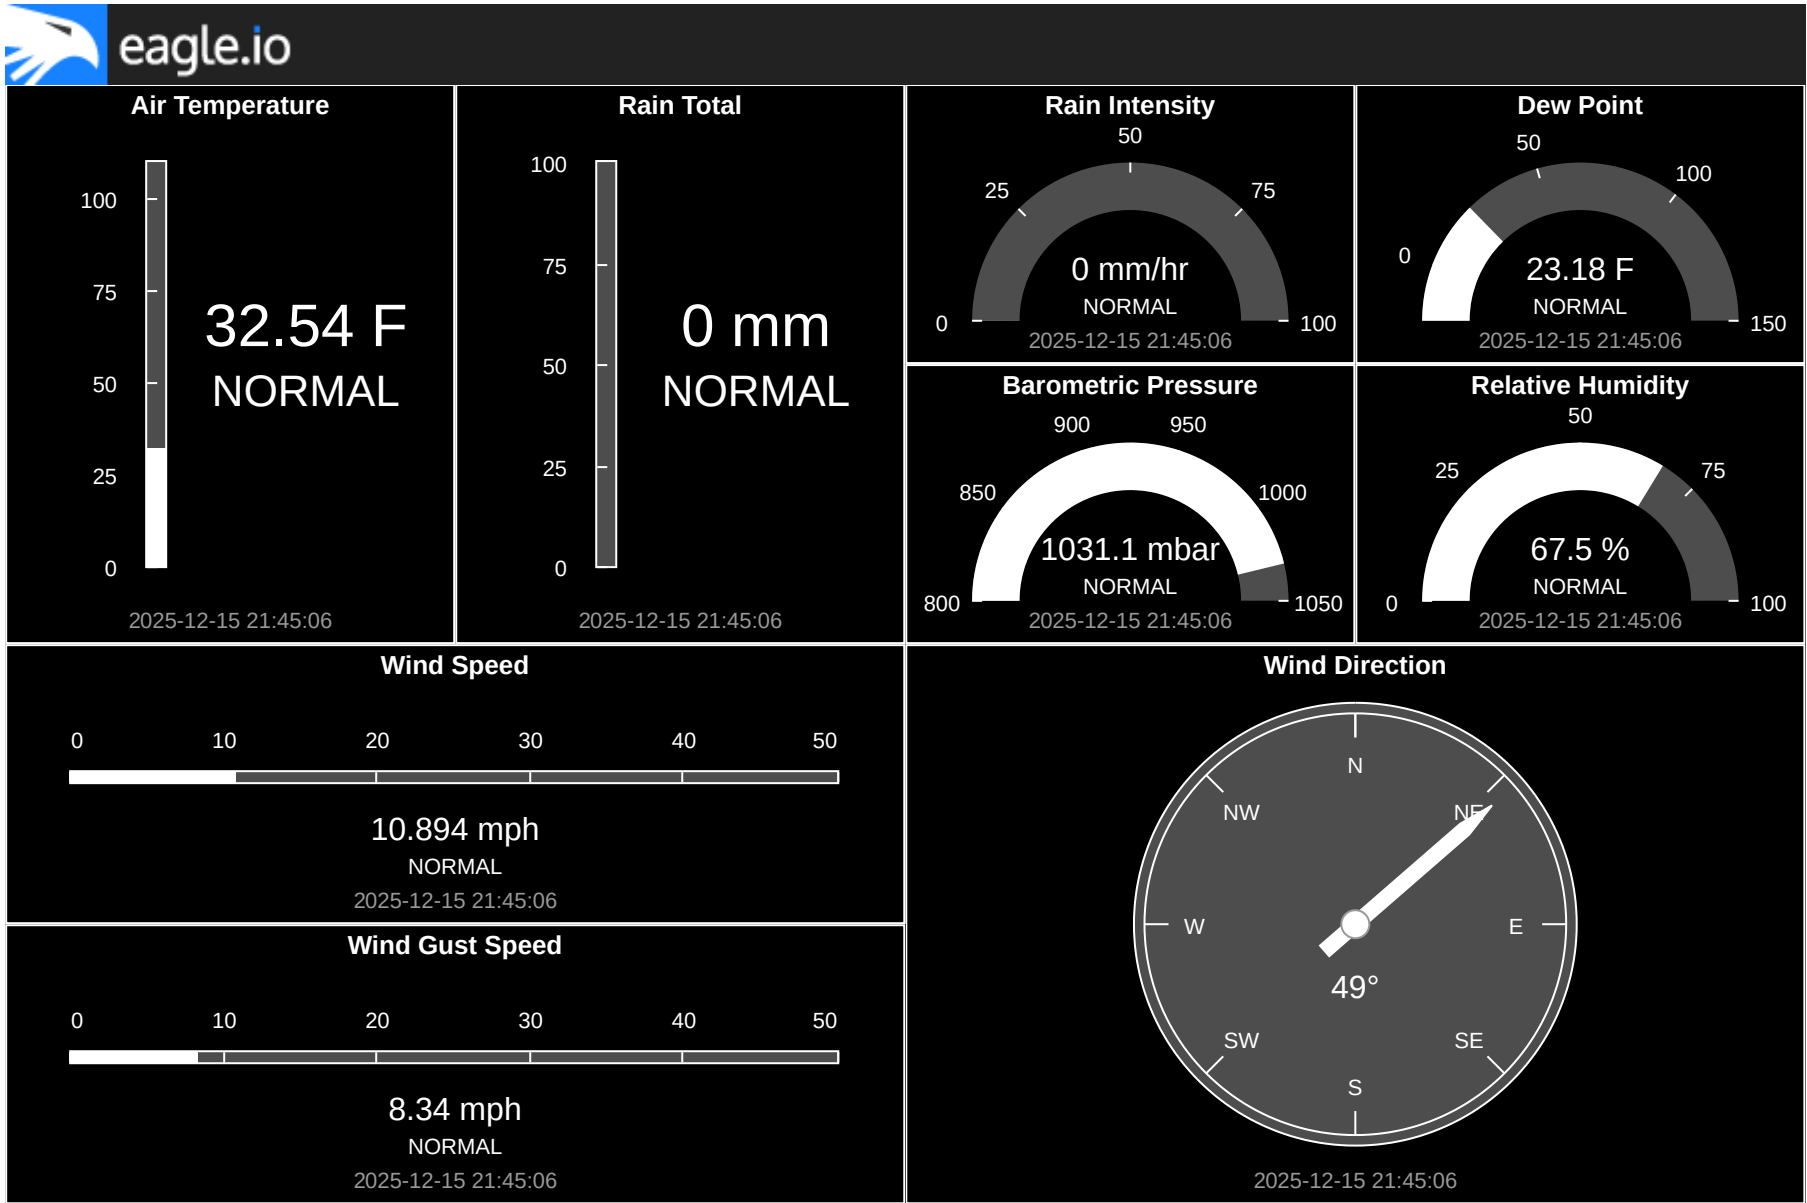 eagle.io
Air Temperature
100
75
50
25
0
32.54 F
NORMAL
2025-12-15 21:45:06
Rain Total
100
75
50
25
0
0 mm
NORMAL
2025-12-15 21:45:06
Rain Intensity
50
25
75
0
100
0 mm/hr
NORMAL
2025-12-15 21:45:06
Dew Point
50
100
0
150
23.18 F
NORMAL
2025-12-15 21:45:06
Barometric Pressure
900
950
850
1000
800
1050
1031.1 mbar
NORMAL
2025-12-15 21:45:06
Relative Humidity
50
25
75
0
100
67.5 %
NORMAL
2025-12-15 21:45:06
Wind Speed
0 10 20 30 40 50
10.894 mph
NORMAL
2025-12-15 21:45:06
Wind Gust Speed
0 10 20 30 40 50
8.34 mph
NORMAL
2025-12-15 21:45:06
Wind Direction
N
NW
NE
W
E
49°
SW
SE
S
2025-12-15 21:45:06